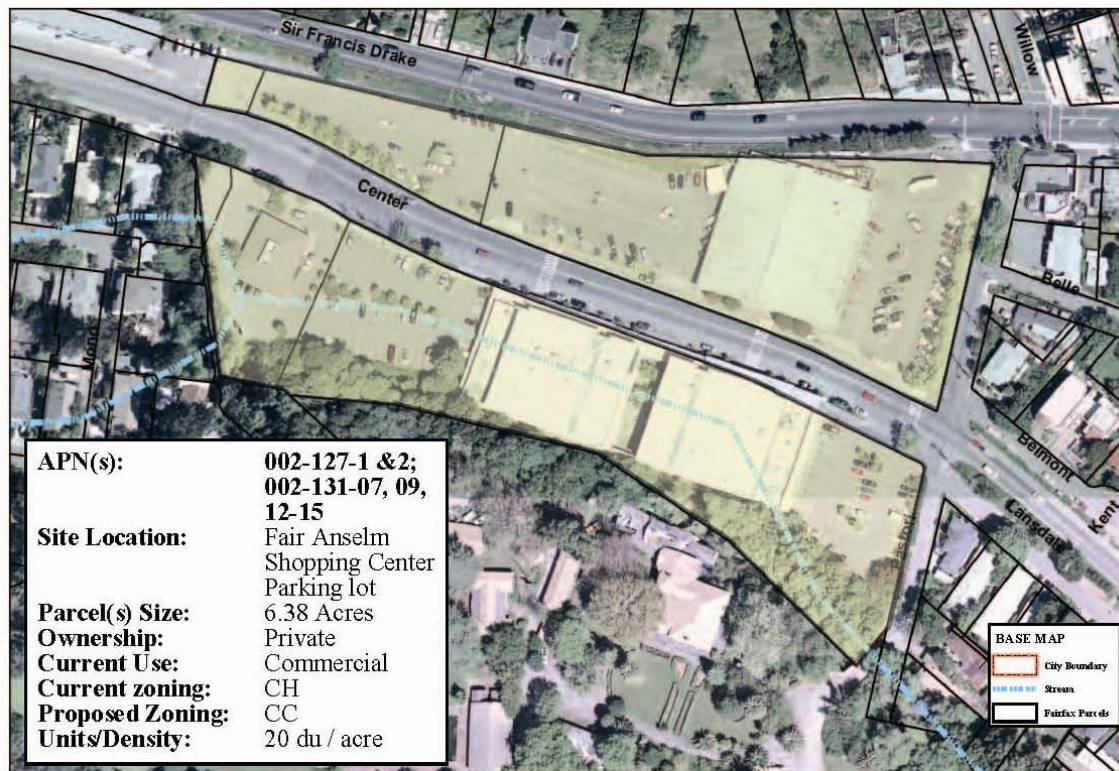 Sir Francis Drake
Willow
Center
Belle
Mono
Belmont
Kent
Lansdale
APN(s): 002-127-1 &2;
002-131-07, 09,
12-15
Site Location: Fair Anselm
Shopping Center
Parking lot
Parcel(s) Size: 6.38 Acres
Ownership: Private
Current Use: Commercial
Current zoning: CH
Proposed Zoning: CC
Units/Density: 20 du / acre
BASE MAP
City Boundary
Stream
Fairfax Parcels